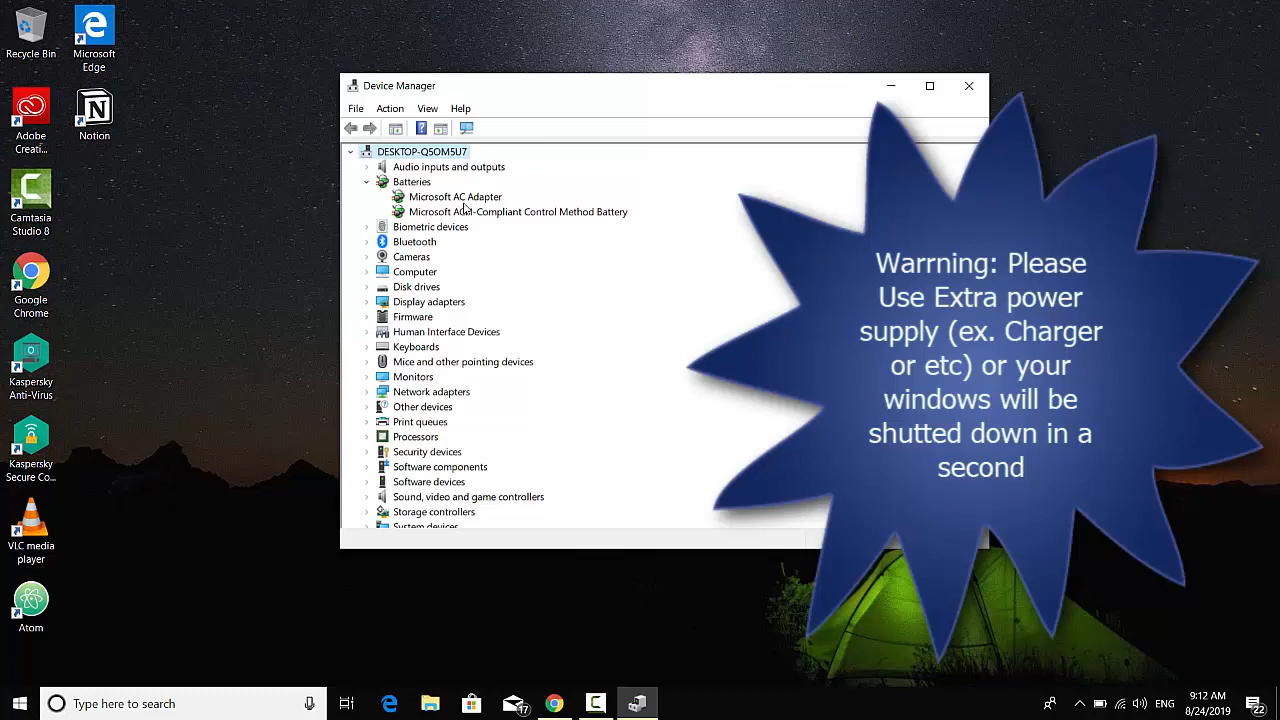 Recycle Bin
Microsoft
Edge
Adobe
Creati...
Notion
Camtasia
Studio 8
Google
Chrome
Kaspersky
Anti-Virus
Kaspersky
Secure Co...
VLC media
player
Atom
Device Manager
File Action View Help
DESKTOP-Q5OM5U7
Audio inputs and outputs
Batteries
Microsoft AC Adapter
Microsoft ACPI-Compliant Control Method Battery
Biometric devices
Bluetooth
Cameras
Computer
Disk drives
Display adapters
Firmware
Human Interface Devices
Keyboards
Mice and other pointing devices
Monitors
Network adapters
Other devices
Print queues
Processors
Security devices
Software components
Software devices
Sound, video and game controllers
Storage controllers
System devices
Warrning: Please
Use Extra power
supply (ex. Charger
or etc) or your
windows will be
shutted down in a
second
Type here to search
17
ENG
9:12 AM
8/24/2019
22